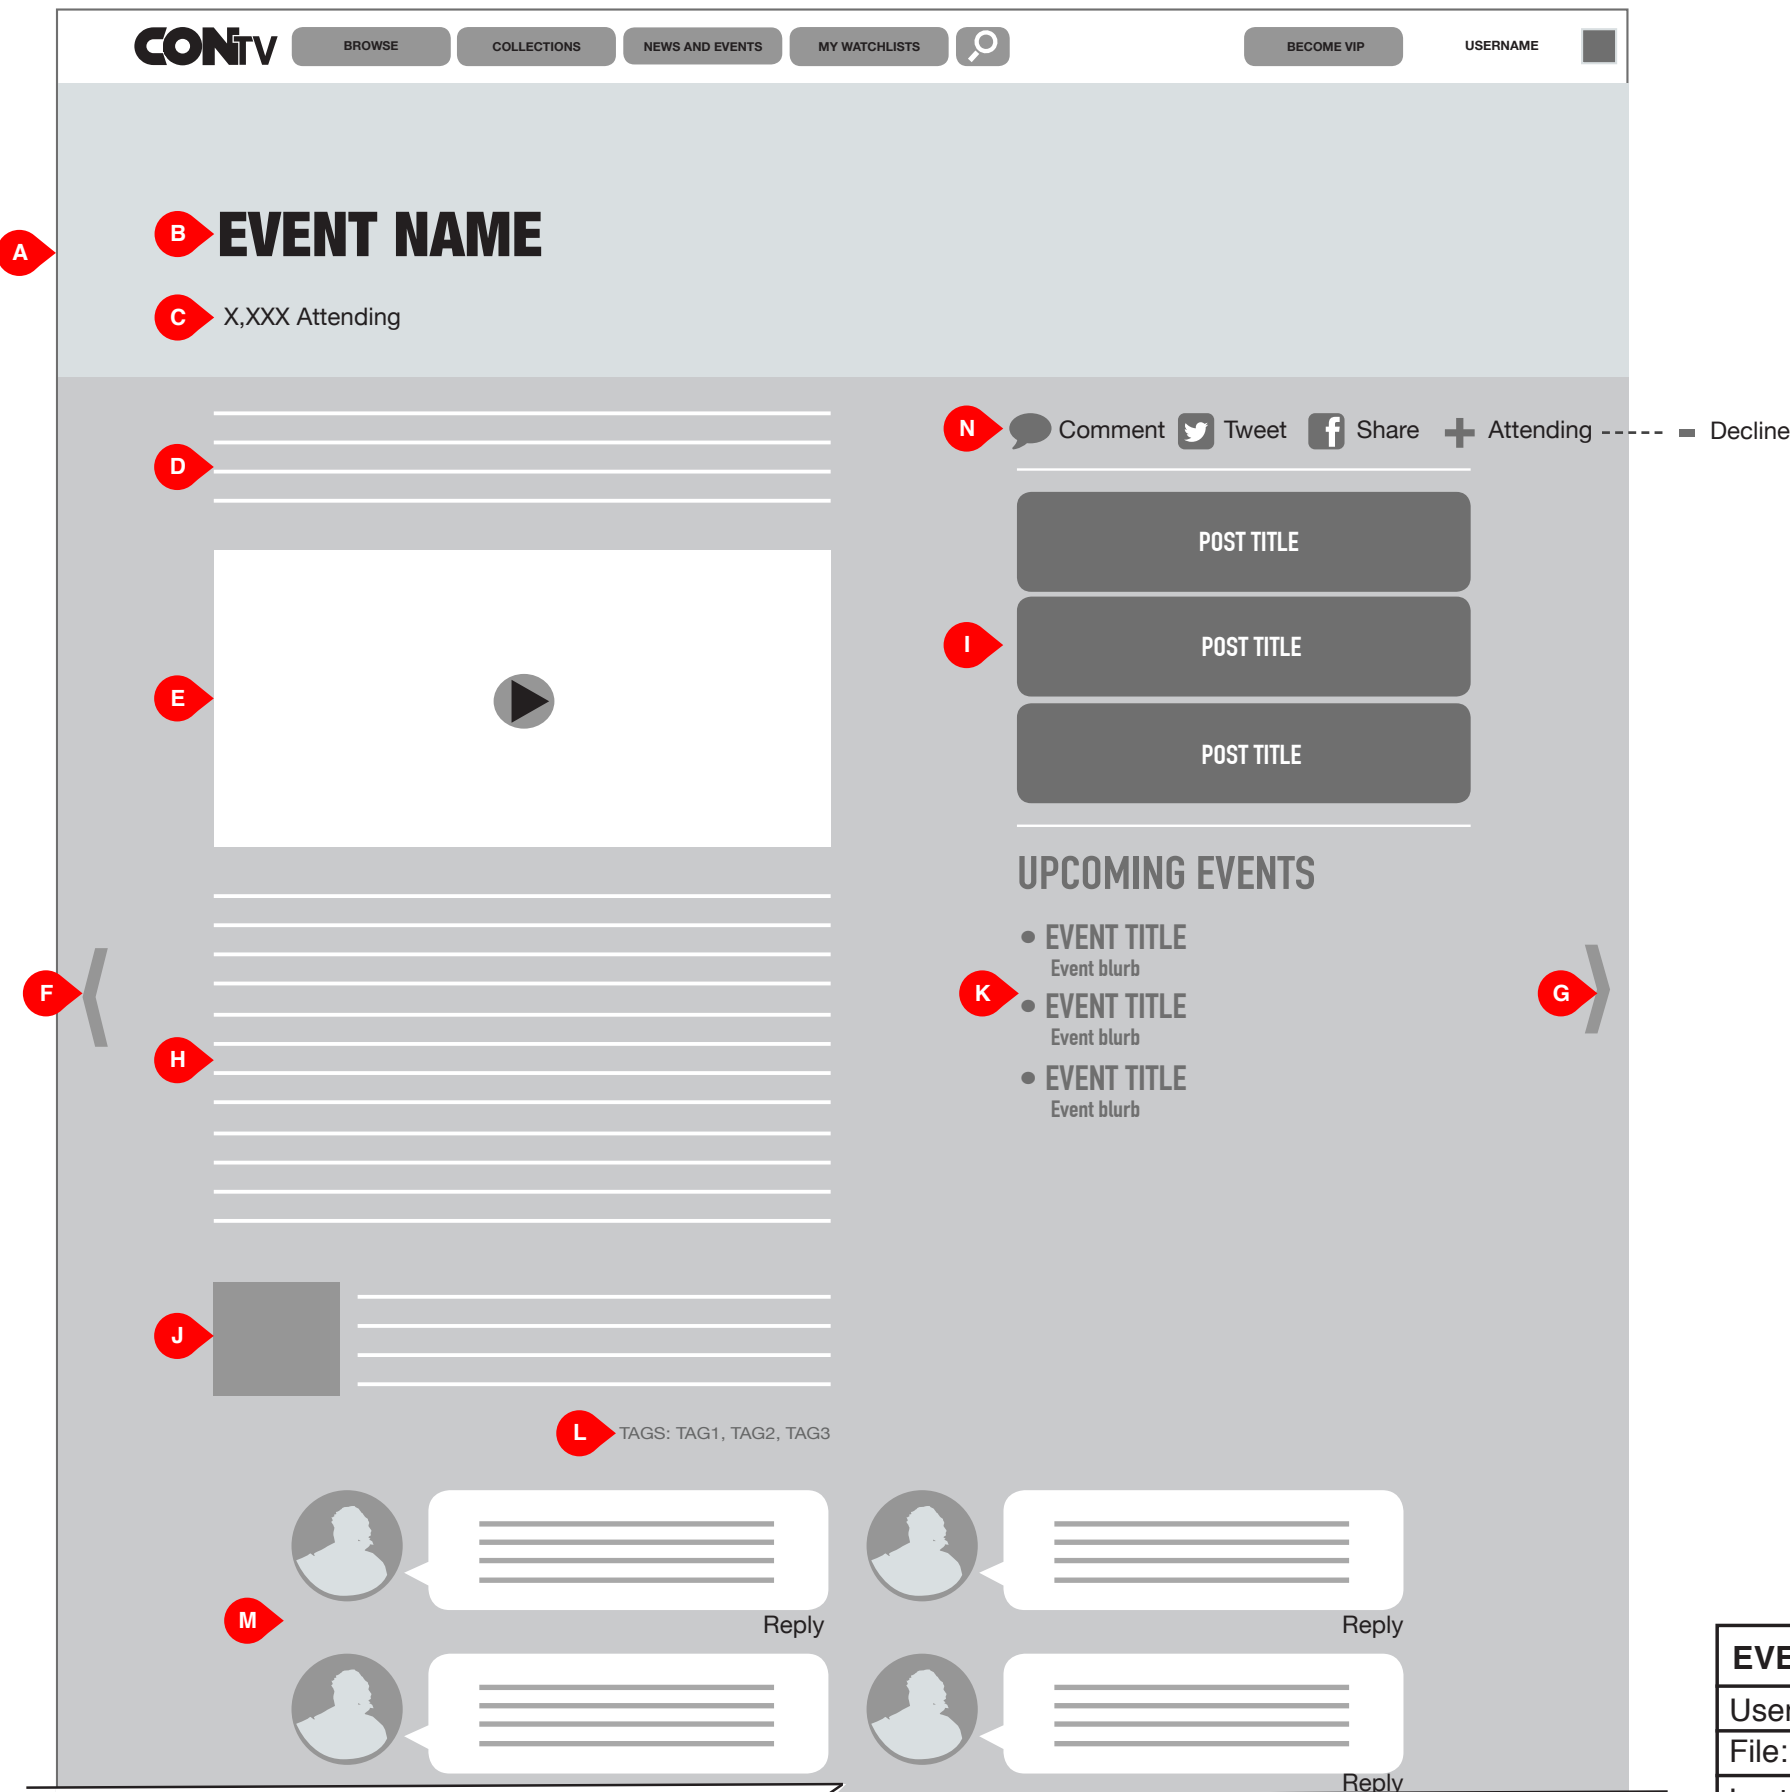 CONTV BROWSE COLLECTIONS NEWS AND EVENTS MY WATCHLISTS BECOME VIP USERNAME
A
B EVENT NAME
C X,XXX Attending
N Comment Tweet Share Attending Decline
D
POST TITLE
I POST TITLE
E
POST TITLE
UPCOMING EVENTS
EVENT TITLE
Event blurb
F K G
EVENT TITLE
Event blurb
H
EVENT TITLE
Event blurb
J
L TAGS: TAG1, TAG2, TAG3
M
Reply Reply
Reply
User
File: